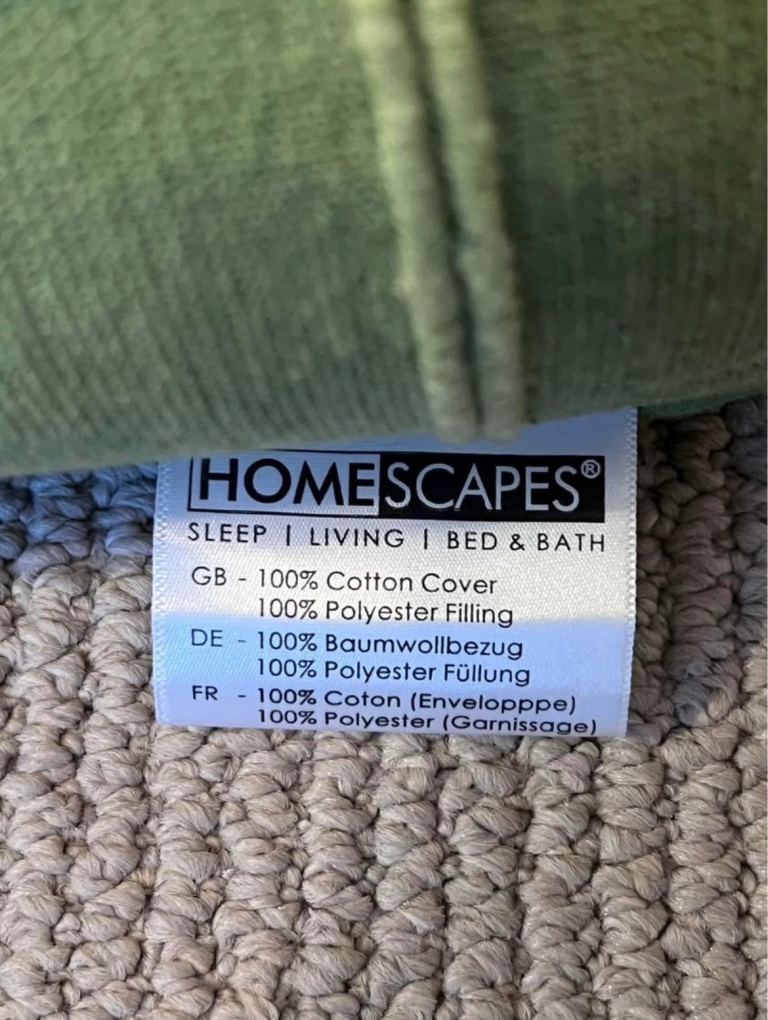 HOMESCAPES®
SLEEP | LIVING | BED & BATH
GB - 100% Cotton Cover
100% Polyester Filling
DE - 100% Baumwollbezug
100% Polyester Füllung
FR - 100% Coton (Envelopppe)
100% Polyester (Garnissage)